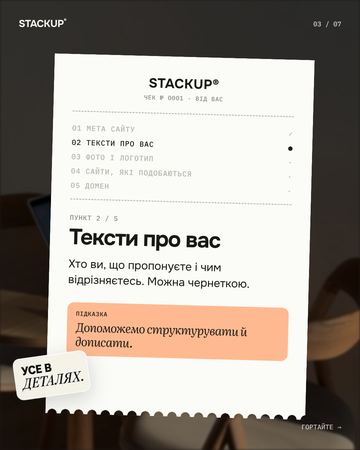 STACKUP®
03 / 07
STACKUP®
ЧЕК № 0001 · ВІД ВАС
01 МЕТА САЙТУ
02 ТЕКСТИ ПРО ВАС
03 ФОТО І ЛОГОТИП
04 САЙТИ, ЯКІ ПОДОБАЮТЬСЯ
05 ДОМЕН
ПУНКТ 2 / 5
Тексти про вас
Хто ви, що пропонуєте і чим
відрізняєтесь. Можна чернеткою.
ПІДКАЗКА
Допоможемо структурувати й
дописати.
УСЕ В
ДЕТАЛЯХ.
ГОРТАЙТЕ →